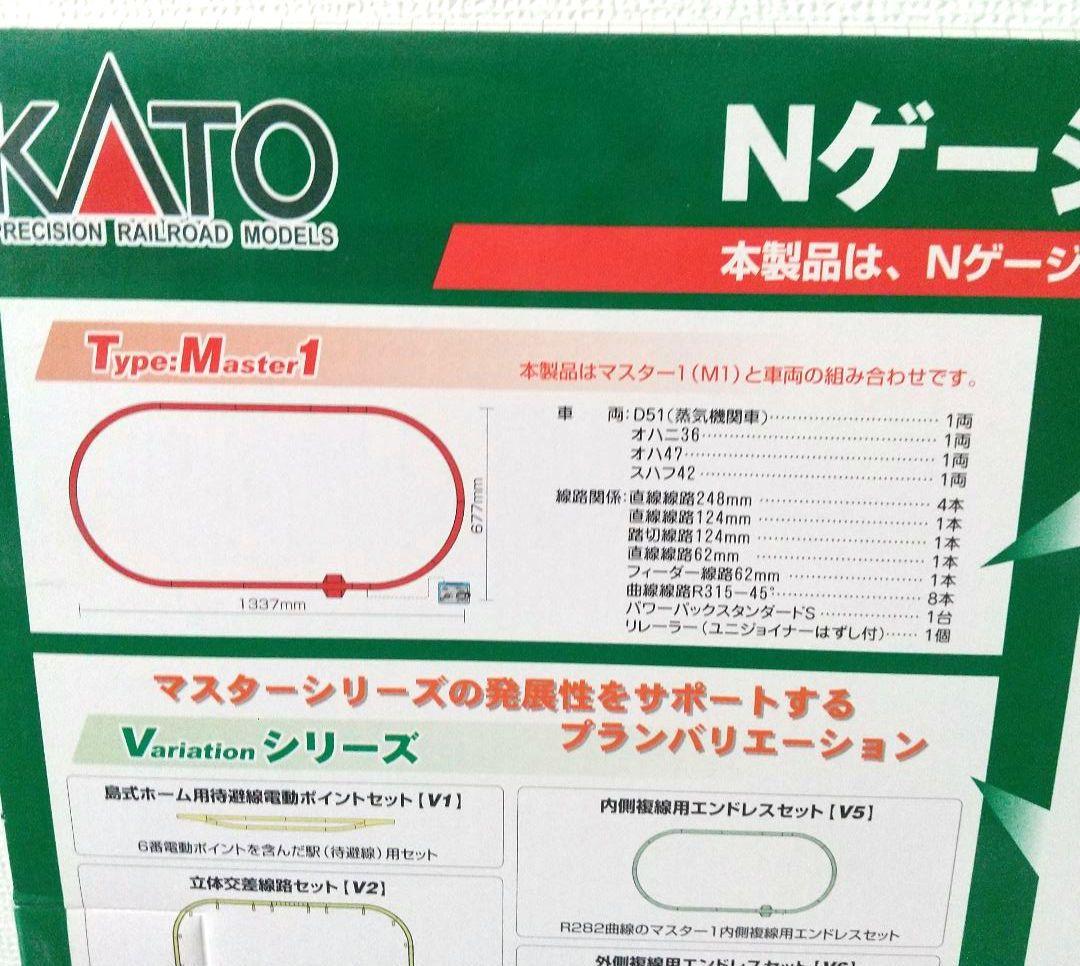 KATO
PRECISION RAILROAD MODELS
Nゲージ
本製品は、Nゲージ
Type:Master1
本製品はマスター1(M1)と車両の組み合わせです。
677mm
1337mm
車 両:D51(蒸気機関車)………………… 1両
オハニ36………………… 1両
オハ47………………… 1両
スハフ42………………… 1両
線路関係:直線線路248mm………………… 4本
直線線路124mm………………… 1本
踏切線路124mm………………… 1本
直線線路62mm………………… 1本
フィーダー線路62mm………………… 1本
曲線線路R315-45°………………… 8本
パワーパックスタンダードS………………… 1台
リレーラー(ユニジョイナーはずし付)…… 1個
マスターシリーズの発展性をサポートする
プランバリエーション
Variationシリーズ
島式ホーム用待避線電動ポイントセット【V1】
6番電動ポイントを含んだ駅(待避線)用セット
立体交差線路セット【V2】
内側複線用エンドレスセット【V5】
R282曲線のマスター1内側複線用エンドレスセット
外側複線用エンドレスセット【V6】